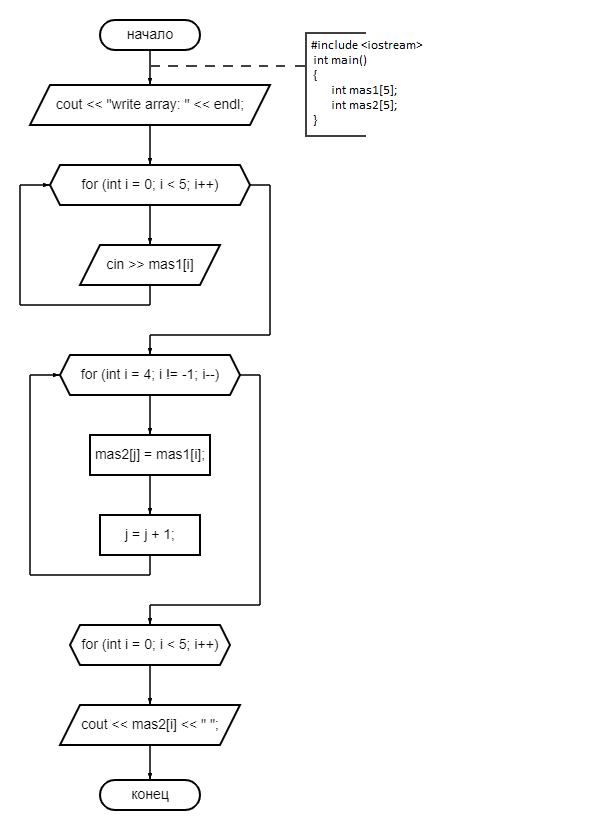 начало
#include <iostream>
int main()
{
int mas1[5];
int mas2[5];
}
cout << "write array: " << endl;
for (int i = 0; i < 5; i++)
cin >> mas1[i]
for (int i = 4; i != -1; i--)
mas2[j] = mas1[i];
j = j + 1;
for (int i = 0; i < 5; i++)
cout << mas2[i] << " ";
конец